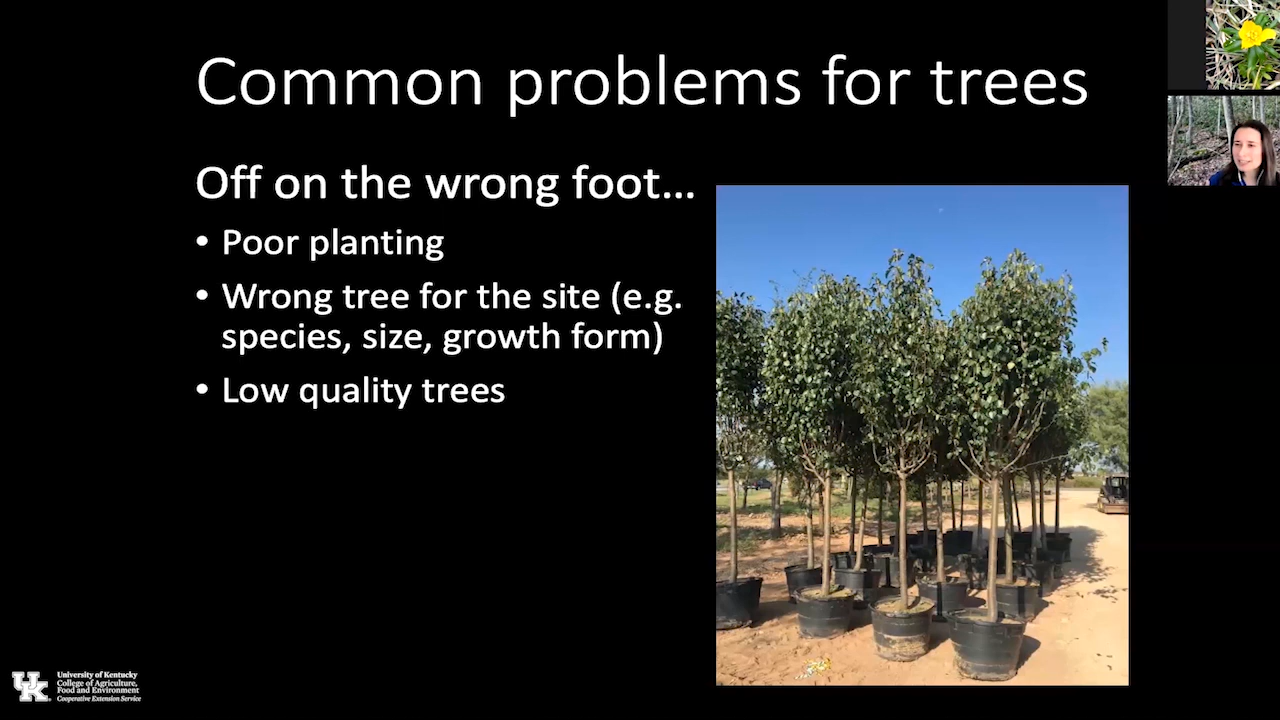 Common problems for trees
Off on the wrong foot...
• Poor planting
• Wrong tree for the site (e.g.
species, size, growth form)
• Low quality trees
UK
University of Kentucky
College of Agriculture,
Food and Environment
Cooperative Extension Service